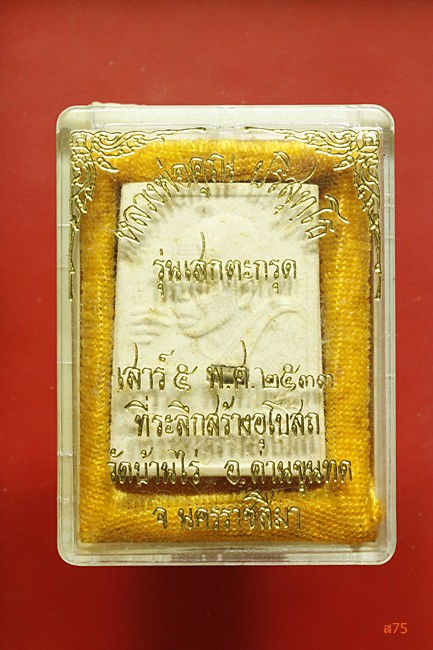 หลวงพ่อคูณ ปริสุทโธ
รุ่นเสกตะกรุด
เสาร์ ๕ พ.ศ. ๒๕๓๓
ที่ระลึกสร้างอุโบสถ
วัดบ้านไร่ อ.ด่านขุนทด
จ.นครราชสีมา
ส75